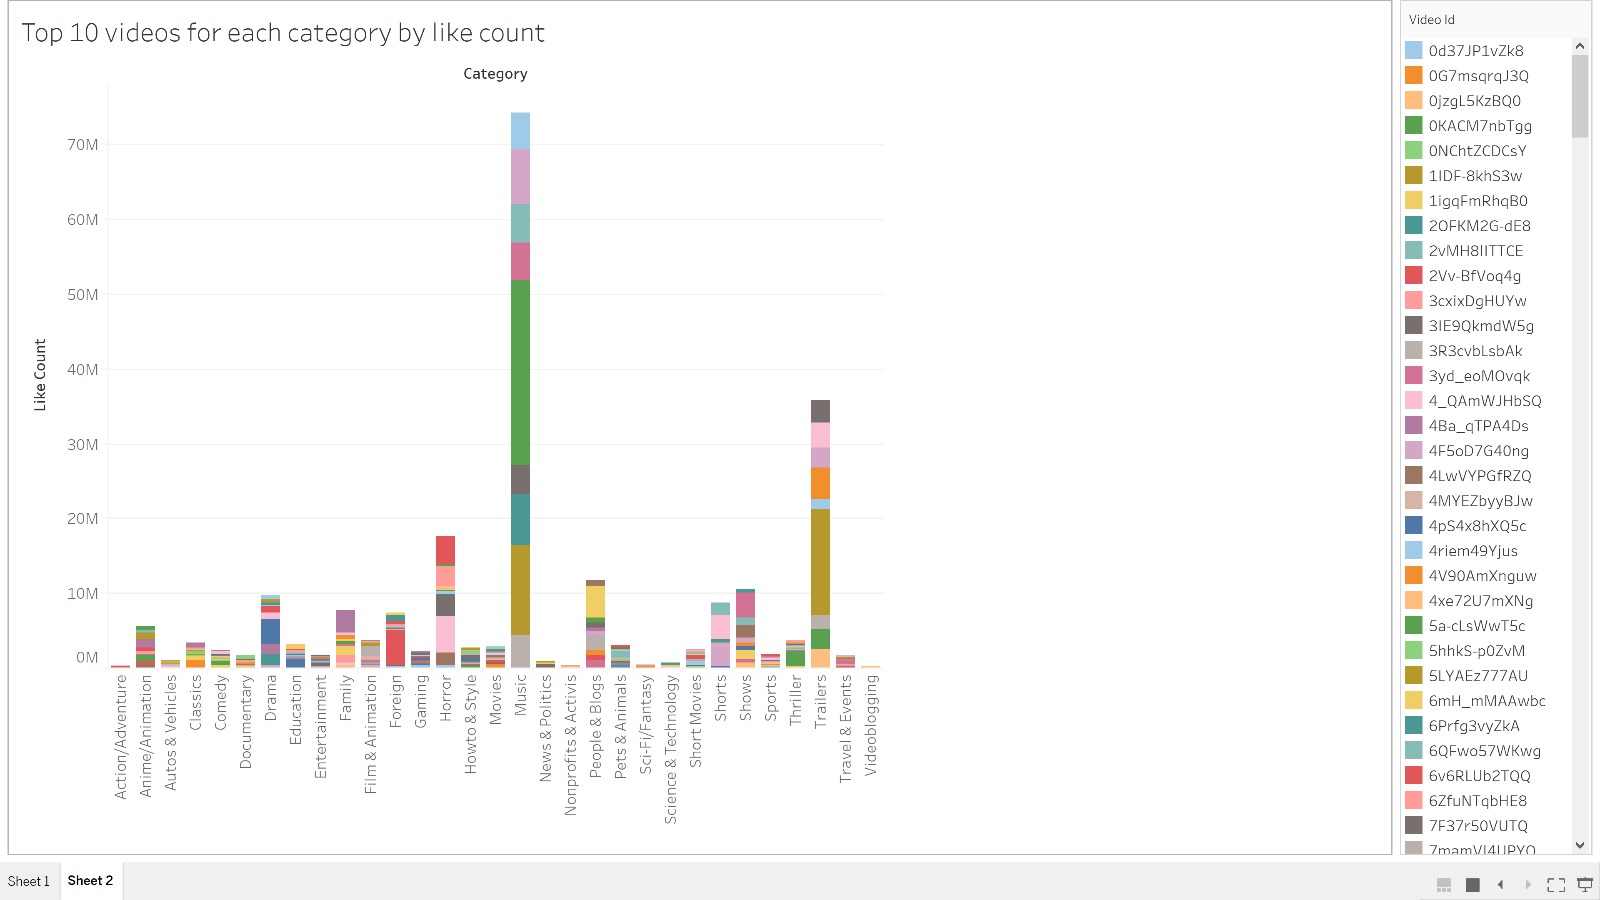 Top 10 videos for each category by like count
Category
Like Count
70M
60M
50M
40M
30M
20M
10M
0M
Action/Adventure
Anime/Animation
Autos & Vehicles
Classics
Comedy
Documentary
Drama
Education
Entertainment
Family
Film & Animation
Foreign
Gaming
Horror
Howto & Style
Movies
Music
News & Politics
Nonprofits & Activis
People & Blogs
Pets & Animals
Sci-Fi/Fantasy
Science & Technology
Short Movies
Shorts
Shows
Sports
Thriller
Trailers
Travel & Events
Videoblogging
Video Id
0d37JP1vZk8
0G7msqrqJ3Q
0jzgL5KzBQ0
0KACM7nbTgg
0NChtZCDCsY
1IDF-8khS3w
1igqFmRhqB0
2OFKM2G-dE8
2vMH8IITTCE
2Vv-BfVoq4g
3cxixDgHUYw
3IE9QkmdW5g
3R3cvbLsbAk
3yd_eoMOvqk
4_QAmWJHbSQ
4Ba_qTPA4Ds
4F5oD7G40ng
4LwVYPGfRZQ
4MYEZbyyBJw
4pS4x8hXQ5c
4riem49Yjus
4V90AmXnguw
4xe72U7mXNg
5a-cLsWwT5c
5hhkS-p0ZvM
5LYAEz777AU
6mH_mMAAwbc
6Prfg3vyZkA
6QFwo57WKwg
6v6RLUb2TQQ
6ZfuNTqbHE8
7F37r50VUTQ
Sheet 1
Sheet 2